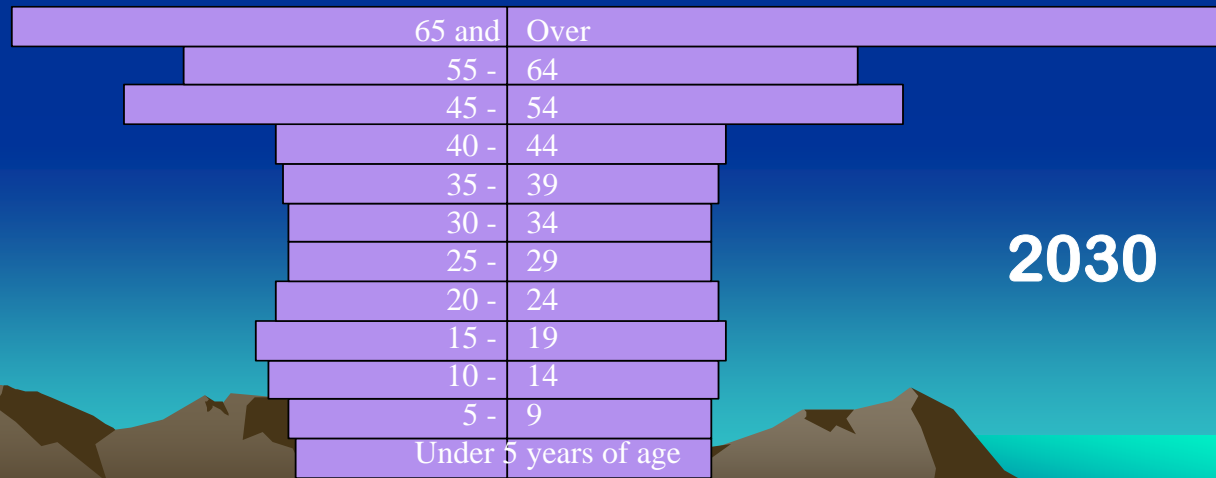 65 and Over
55 - 64
45 - 54
40 - 44
35 - 39
30 - 34
25 - 29
20 - 24
15 - 19
10 - 14
5 - 9
Under 5 years of age
2030